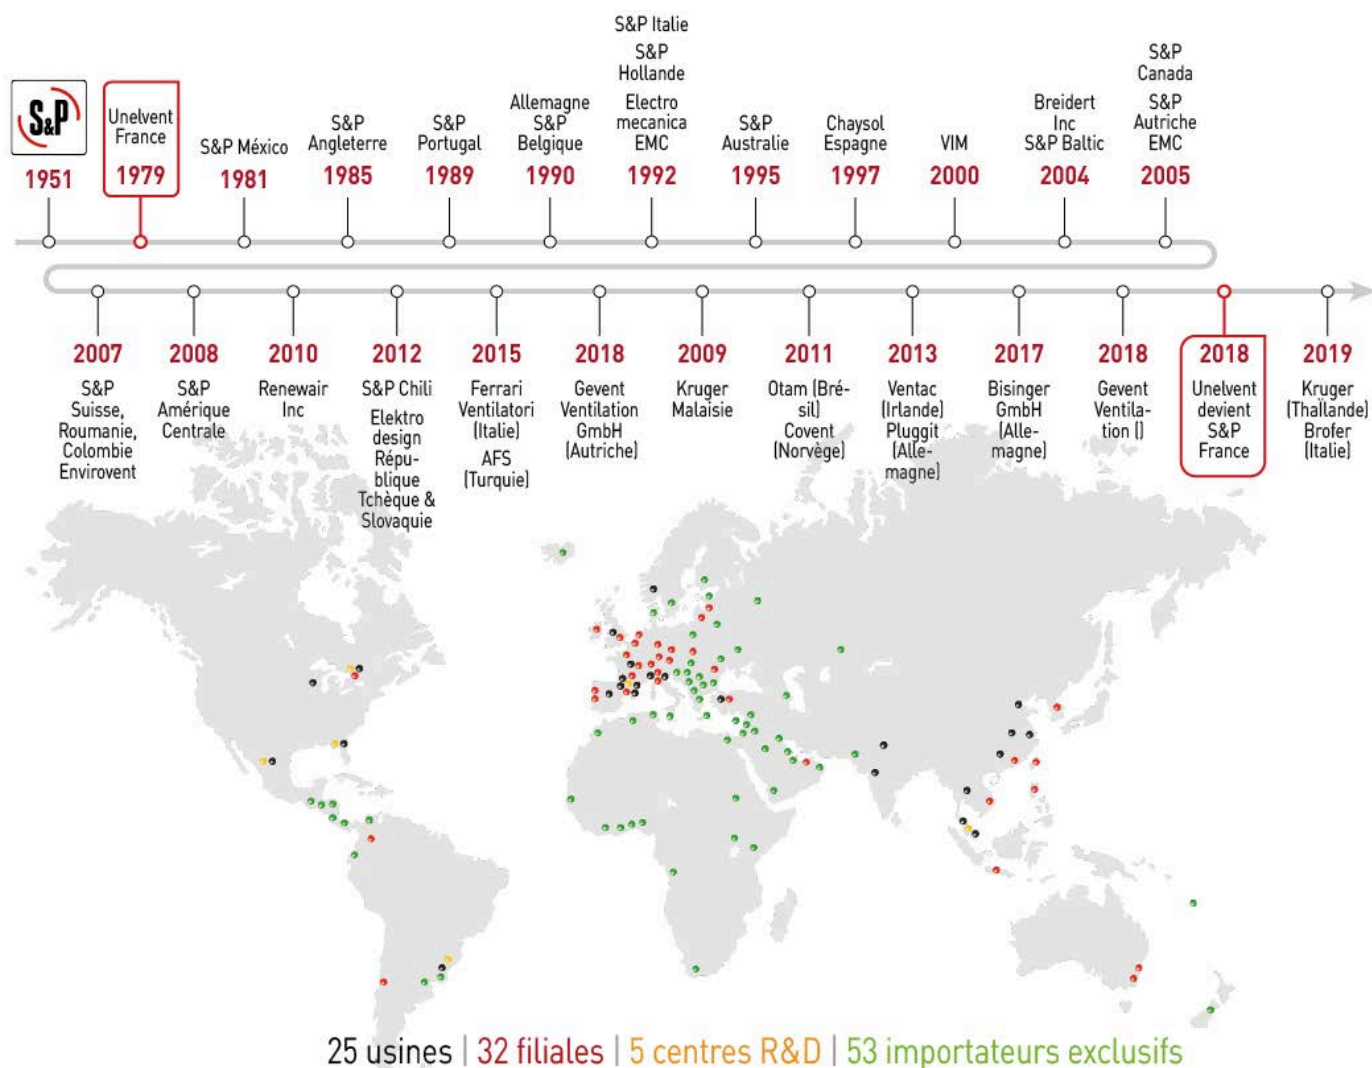 S&P
1951
Unelvent
France
1979
S&P México
1981
S&P
Angleterre
1985
S&P
Portugal
1989
Allemagne
S&P
Belgique
1990
S&P Italie
S&P
Hollande
Electro
mecanica
EMC
1992
S&P
Australie
1995
Chaysol
Espagne
1997
VIM
2000
Breidert
Inc
S&P Baltic
2004
S&P
Canada
S&P
Autriche
EMC
2005
2007
S&P
Suisse,
Roumanie,
Colombie
Envirovent
2008
S&P
Amérique
Centrale
2010
Renewair
Inc
2012
S&P Chili
Elektro
design
Répu-
blique
Tchèque &
Slovaquie
2015
Ferrari
Ventilatori
(Italie)
AFS
(Turquie)
2018
Gevent
Ventilation
GmbH
(Autriche)
2009
Kruger
Malaisie
2011
Otam (Bré-
sil)
Covent
(Norvège)
2013
Ventac
(Irlande)
Pluggit
(Alle-
magne)
2017
Bisinger
GmbH
(Alle-
magne)
2018
Gevent
Ventila-
tion ()
2018
Unelvent
devient
S&P
France
2019
Kruger
(Thaïlande)
Brofer
(Italie)
25 usines | 32 filiales | 5 centres R&D | 53 importateurs exclusifs